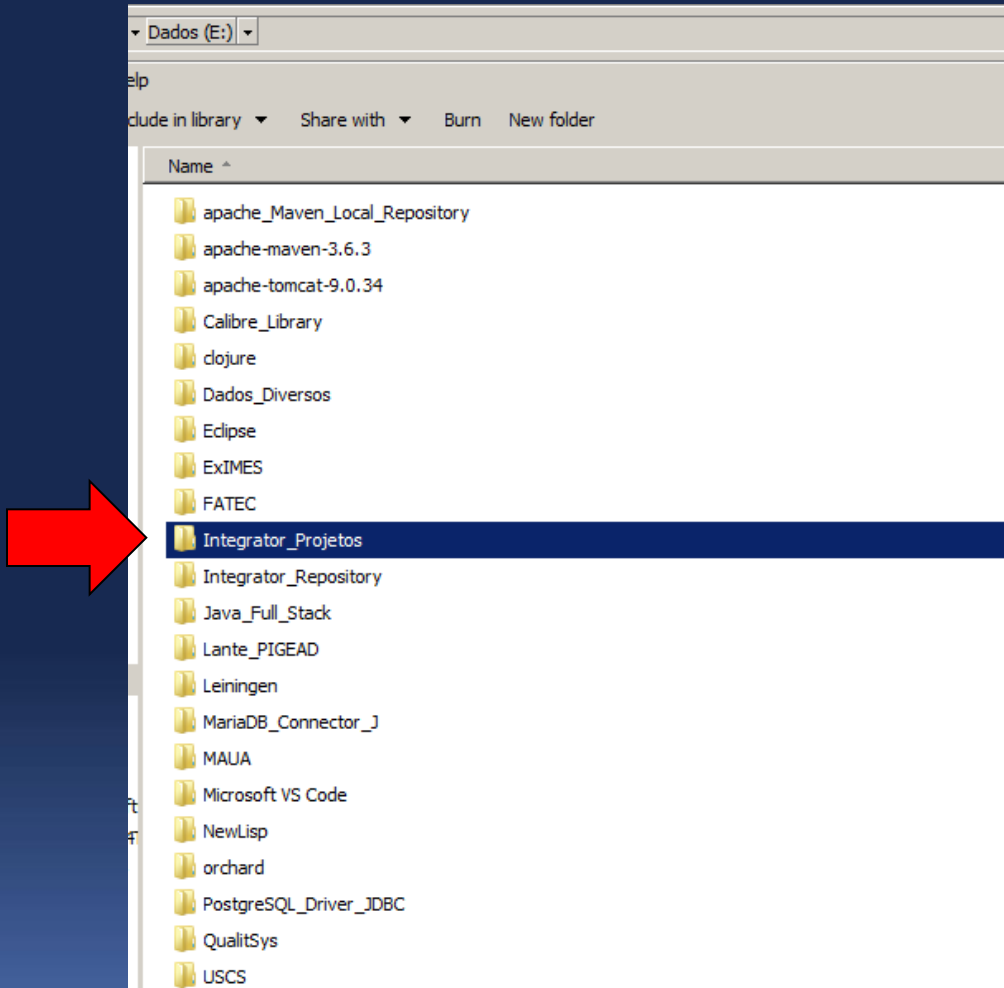 Dados (E:)
elp
clude in library Share with Burn New folder
Name
apache_Maven_Local_Repository
apache-maven-3.6.3
apache-tomcat-9.0.34
Calibre_Library
clojure
Dados_Diversos
Eclipse
ExIMES
FATEC
Integrator_Projetos
Integrator_Repository
Java_Full_Stack
Lante_PIGEAD
Leiningen
MariaDB_Connector_J
MAUA
Microsoft VS Code
ft
NewLisp
orchard
PostgreSQL_Driver_JDBC
QualitSys
USCS